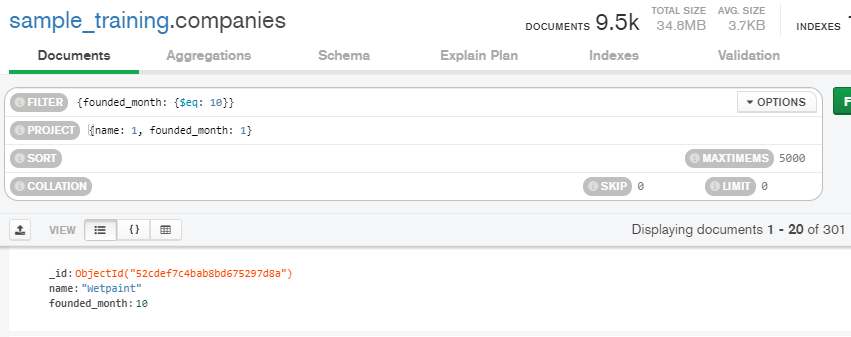 sample_training.companies
DOCUMENTS 9.5k TOTAL SIZE 34.8MB AVG. SIZE 3.7KB INDEXES
Documents Aggregations Schema Explain Plan Indexes Validation
FILTER {founded_month: {$eq: 10}} OPTIONS
PROJECT {name: 1, founded_month: 1}
SORT MAXTIMEMS 5000
COLLATION SKIP 0 LIMIT 0
VIEW {} Displaying documents 1 - 20 of 301
_id: ObjectId("52cdef7c4bab8bd675297d8a")
name: "Wetpaint"
founded_month: 10